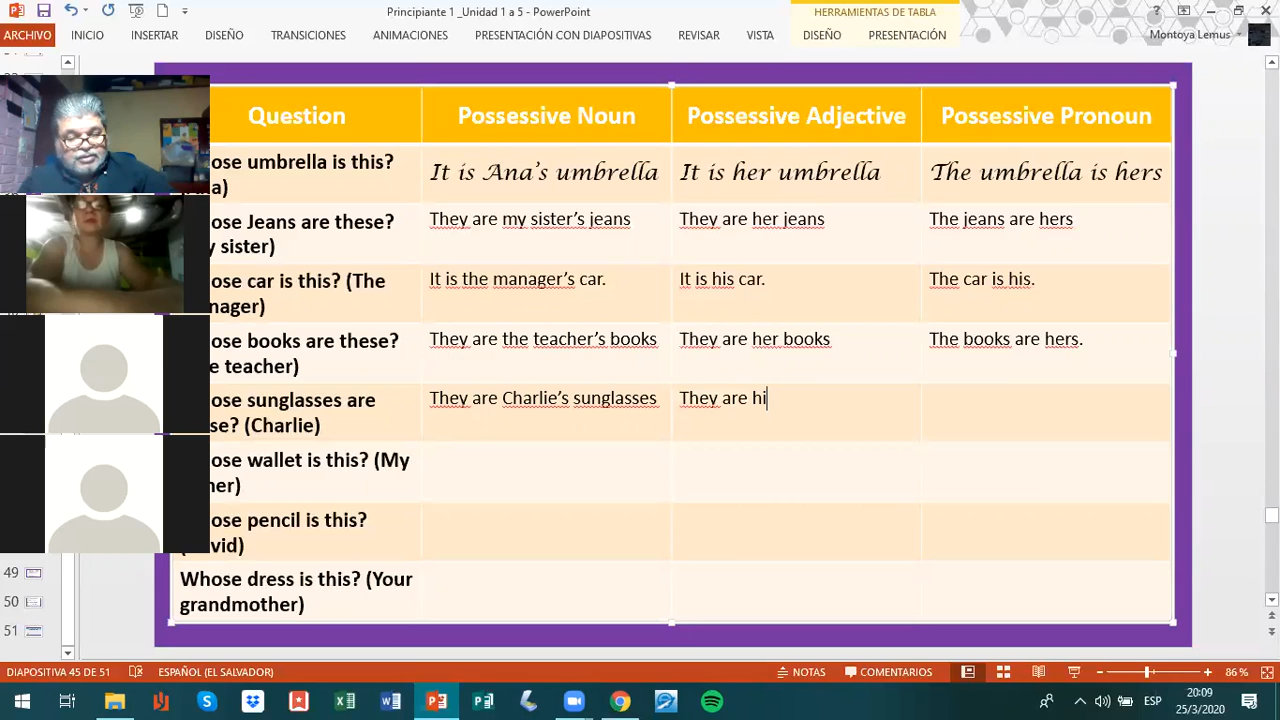 Principiante 1 _Unidad 1 a 5 - PowerPoint
HERRAMIENTAS DE TABLA
ARCHIVO INICIO INSERTAR DISEÑO TRANSICIONES ANIMACIONES PRESENTACIÓN CON DIAPOSITIVAS REVISAR VISTA DISEÑO PRESENTACIÓN Montoya Lemus
Question Possessive Noun Possessive Adjective Possessive Pronoun
ose umbrella is this? It is Ana's umbrella It is her umbrella The umbrella is hers
ose Jeans are these? They are my sister's jeans They are her jeans The jeans are hers
sister)
ose car is this? (The It is the manager's car. It is his car. The car is his.
nager)
ose books are these? They are the teacher's books They are her books The books are hers.
teacher)
ose sunglasses are They are Charlie's sunglasses They are hi
se? (Charlie)
ose wallet is this? (My
her)
ose pencil is this?
vid)
Whose dress is this? (Your
grandmother)
49
50
51
DIAPOSITIVA 45 DE 51 ESPAÑOL (EL SALVADOR) NOTAS COMENTARIOS 86 %
ESP
20:09
25/3/2020